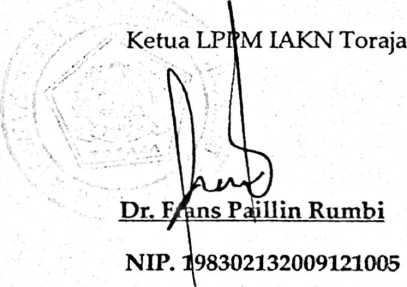 Ketua LPPM IAKN Toraja
Dr. Frans Paillin Rumbi
NIP. 198302132009121005